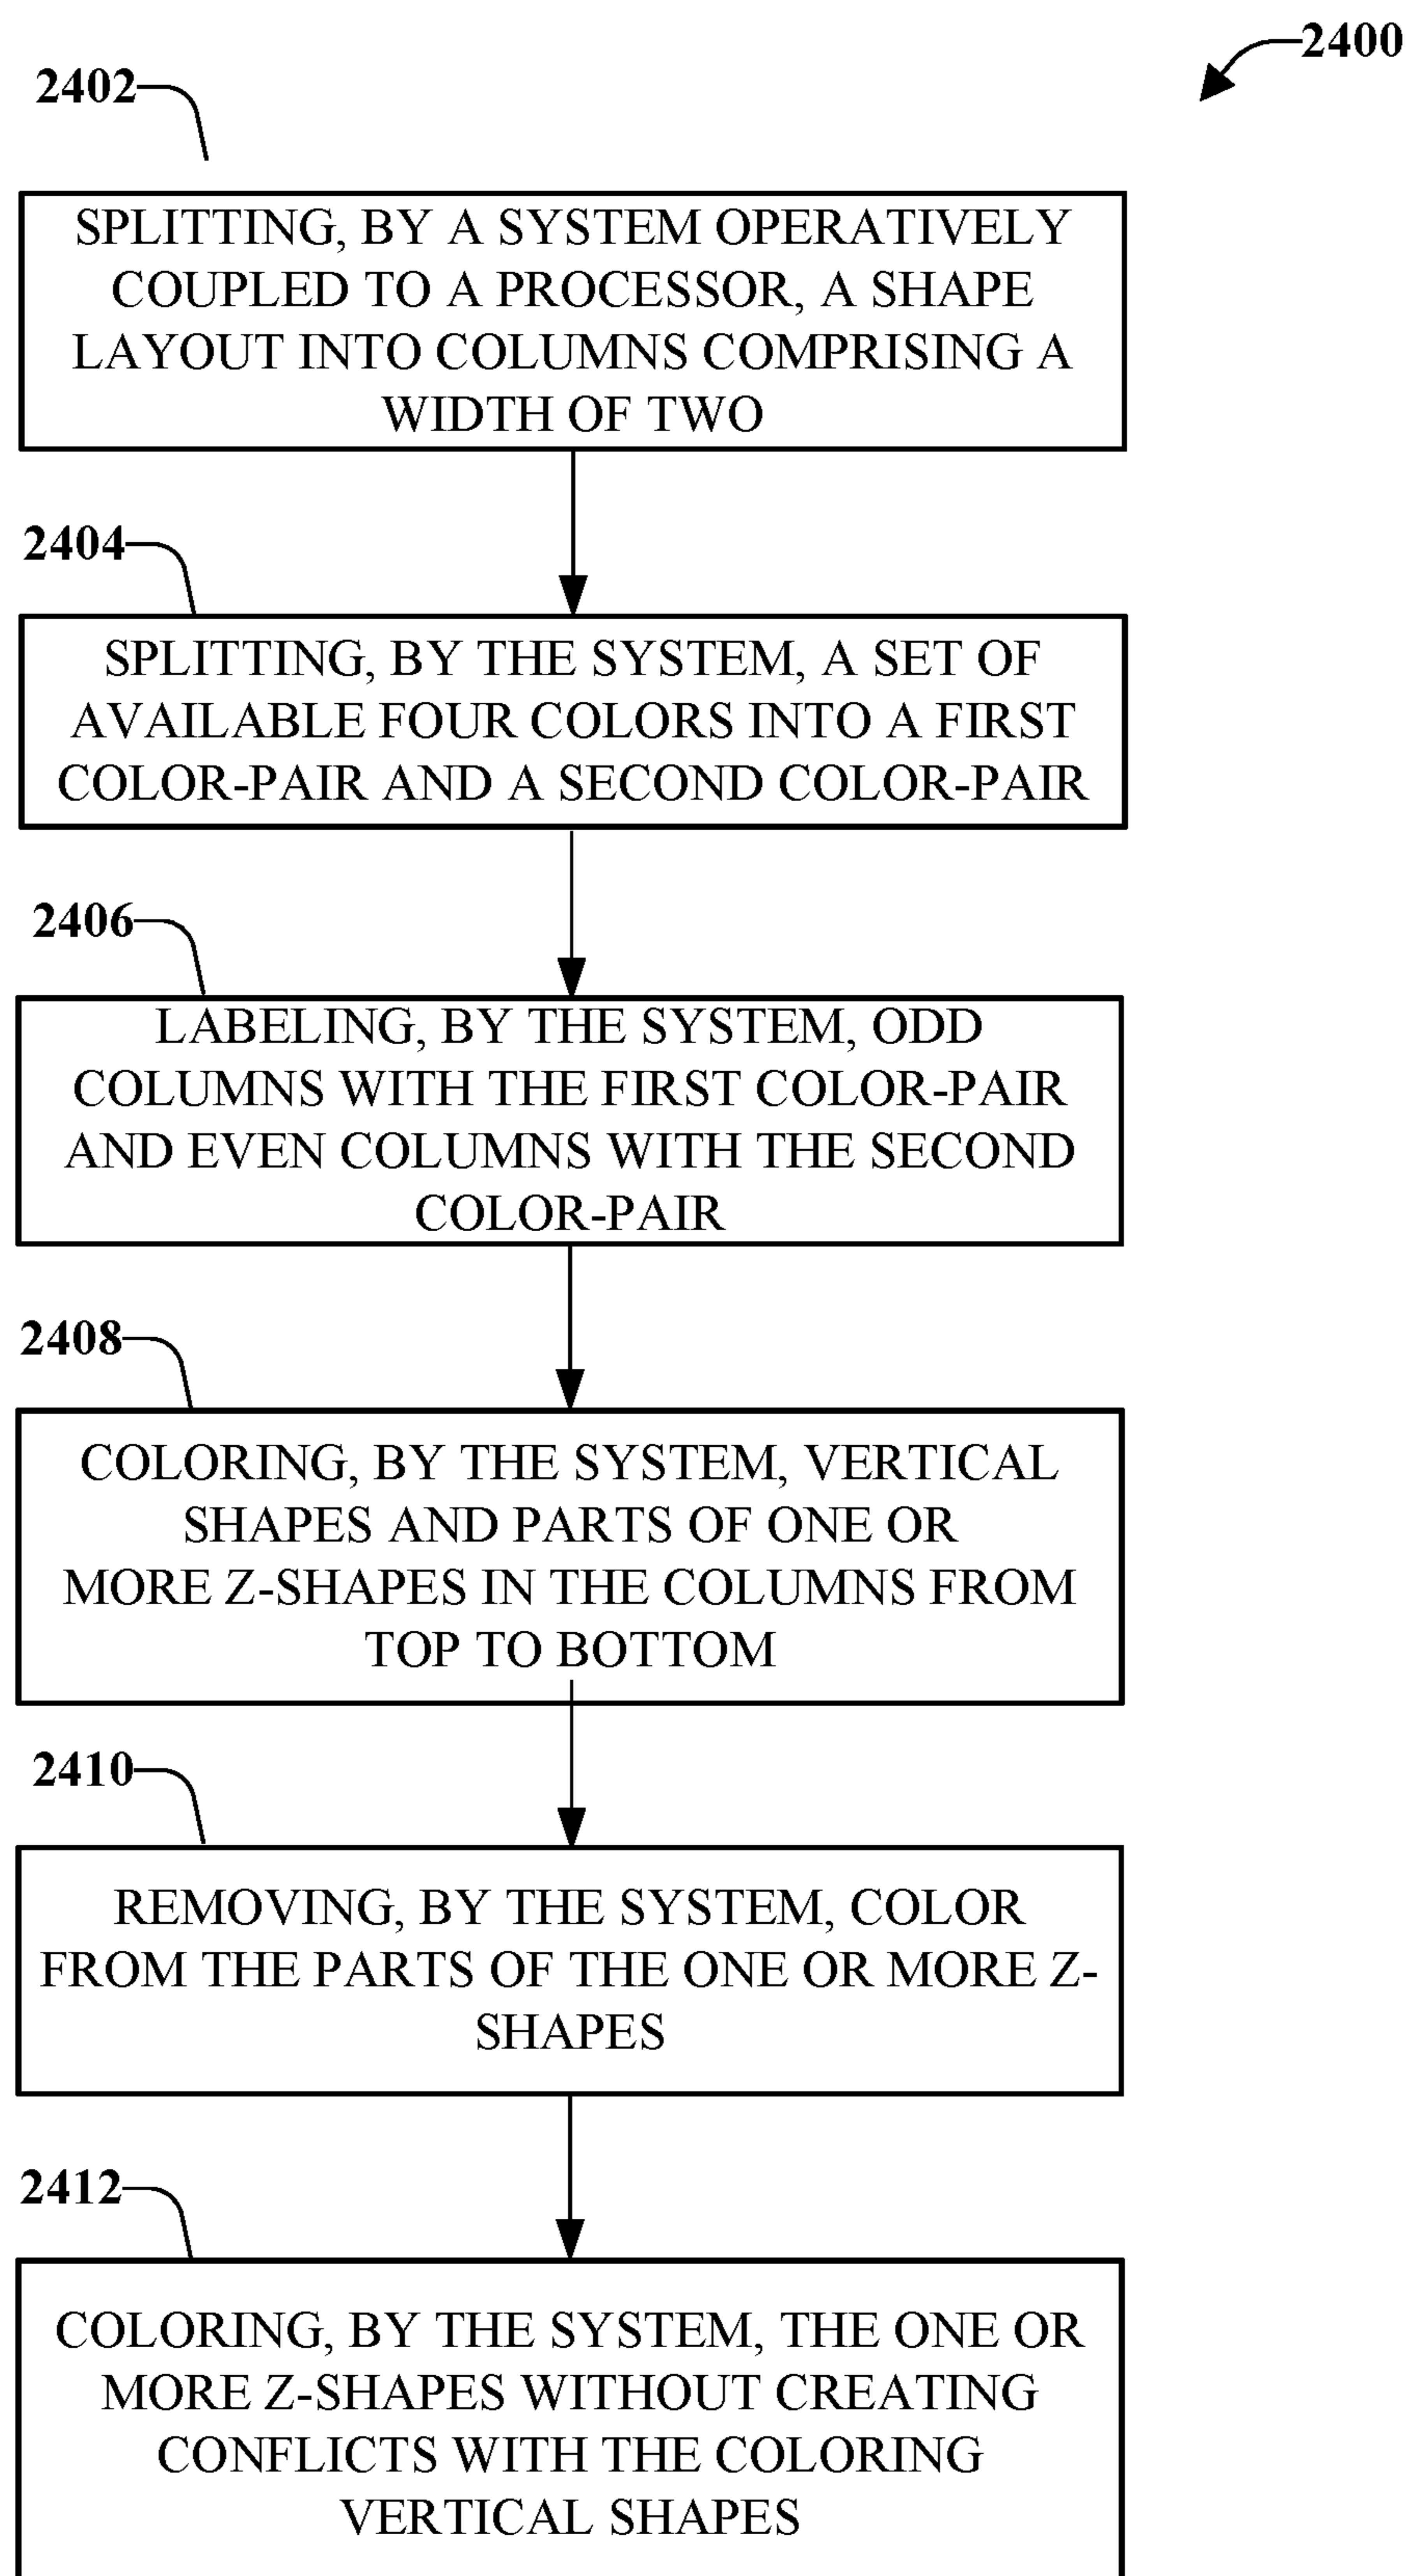 2400
2402
SPLITTING, BY A SYSTEM OPERATIVELY
COUPLED TO A PROCESSOR, A SHAPE
LAYOUT INTO COLUMNS COMPRISING A
WIDTH OF TWO
2404
SPLITTING, BY THE SYSTEM, A SET OF
AVAILABLE FOUR COLORS INTO A FIRST
COLOR-PAIR AND A SECOND COLOR-PAIR
2406
LABELING, BY THE SYSTEM, ODD
COLUMNS WITH THE FIRST COLOR-PAIR
AND EVEN COLUMNS WITH THE SECOND
COLOR-PAIR
2408
COLORING, BY THE SYSTEM, VERTICAL
SHAPES AND PARTS OF ONE OR
MORE Z-SHAPES IN THE COLUMNS FROM
TOP TO BOTTOM
2410
REMOVING, BY THE SYSTEM, COLOR
FROM THE PARTS OF THE ONE OR MORE Z-
SHAPES
2412
COLORING, BY THE SYSTEM, THE ONE OR
MORE Z-SHAPES WITHOUT CREATING
CONFLICTS WITH THE COLORING
VERTICAL SHAPES